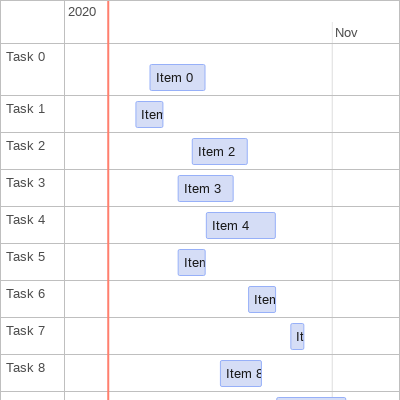 2020
Nov
Task 0
Item 0
Task 1
Iten
Task 2
Item 2
Task 3
Item 3
Task 4
Item 4
Task 5
Iten
Task 6
Iten
Task 7
It
Task 8
Item 8